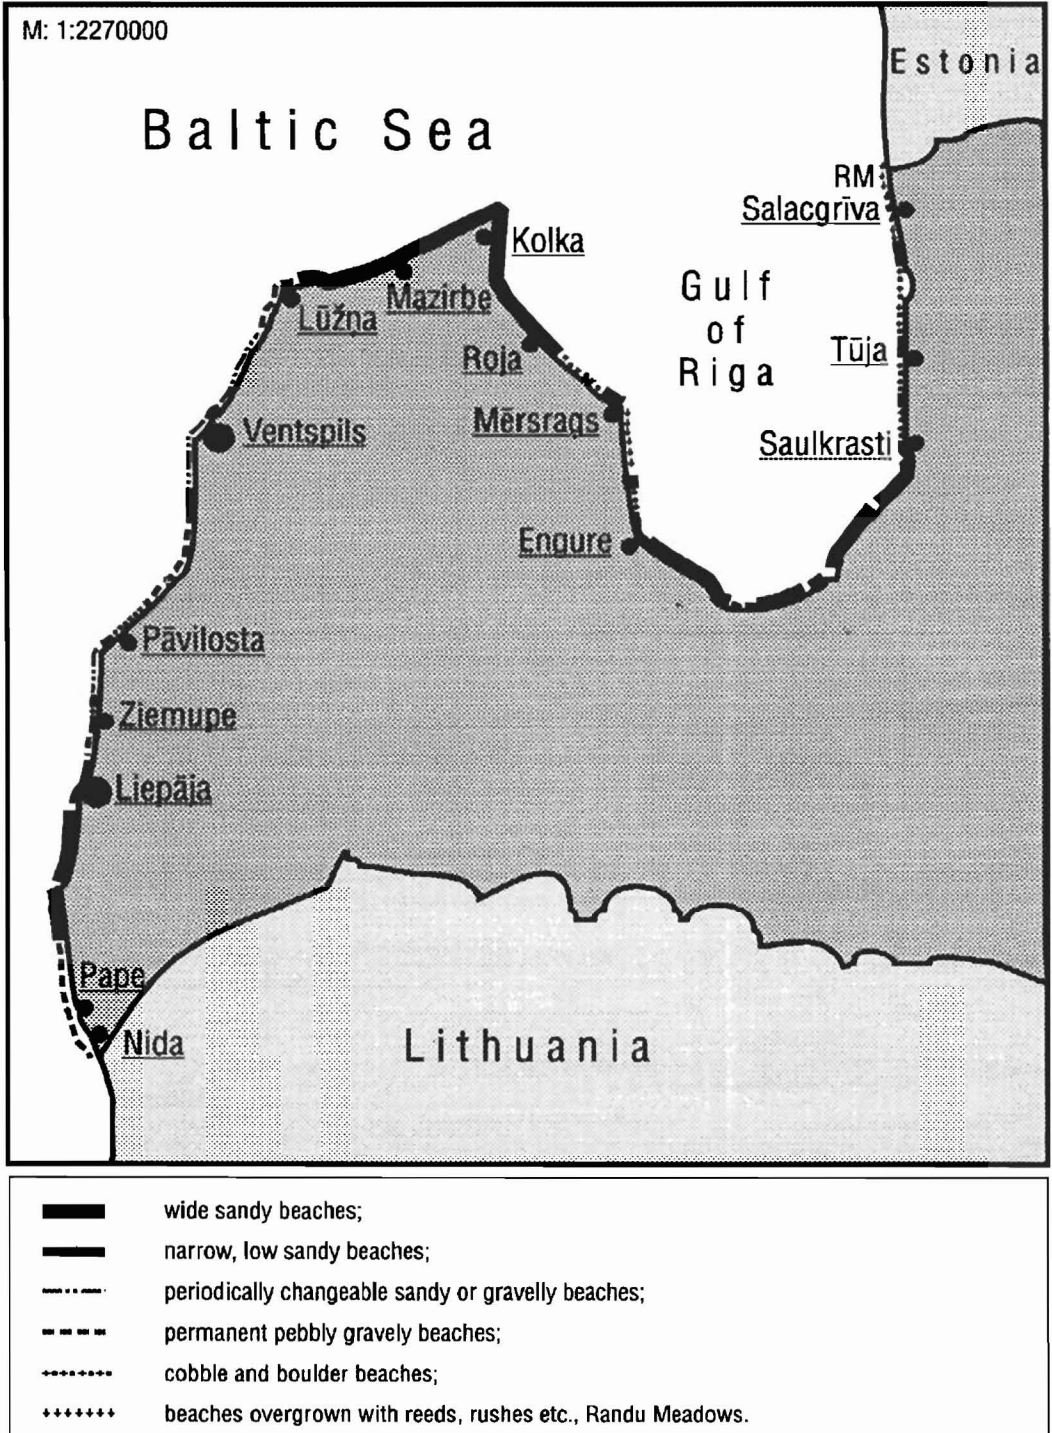 M: 1:2270000
Estonia
Baltic Sea
RM
Salacgrīva
Kolka
Gulf
of
Riga
Mazirbe
Lūžņa
Tūja
Roja
Mērsrags
Ventspils
Saulkrasti
Engure
Pāvilosta
Ziemupe
Liepāja
Pape
Nida
Lithuania
wide sandy beaches;
narrow, low sandy beaches;
periodically changeable sandy or gravelly beaches;
permanent pebbly gravely beaches;
cobble and boulder beaches;
beaches overgrown with reeds, rushes etc., Randu Meadows.